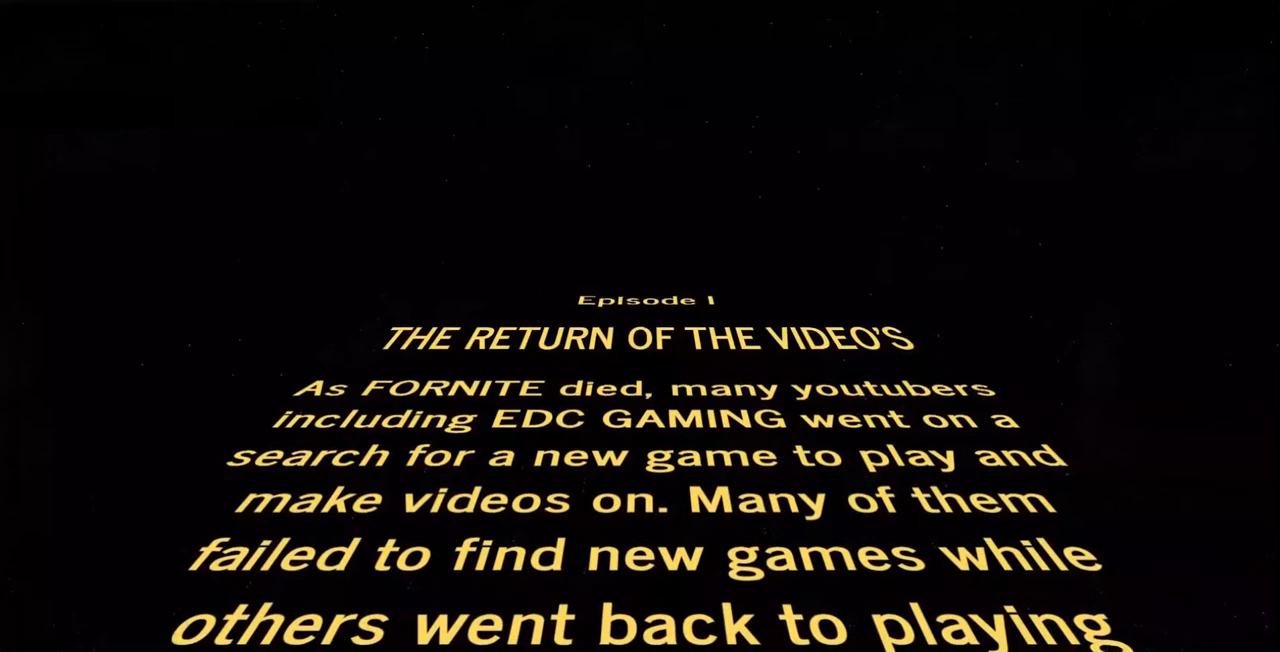 Episode I
THE RETURN OF THE VIDEO'S
As FORNITE died, many youtubers
including EDC GAMING went on a
search for a new game to play and
make videos on. Many of them
failed to find new games while
others went back to playing